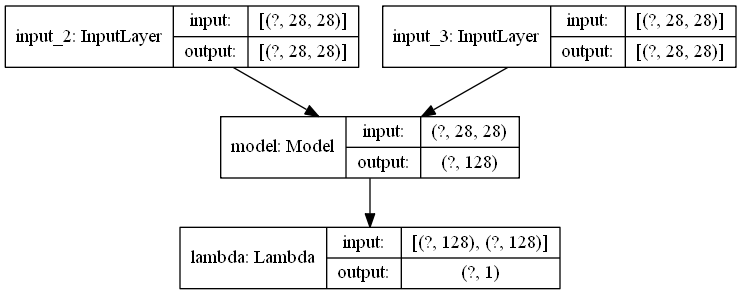 input_2: InputLayer input: [(?, 28, 28)] output: [(?, 28, 28)]
input_3: InputLayer input: [(?, 28, 28)] output: [(?, 28, 28)]
model: Model input: (?, 28, 28) output: (?, 128)
lambda: Lambda input: [(?, 128), (?, 128)] output: (?, 1)